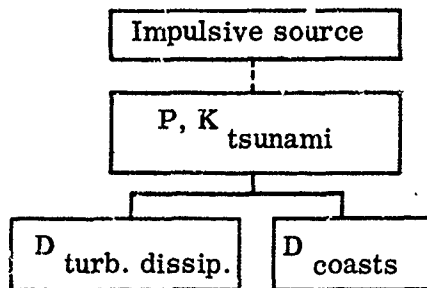 Impulsive source
P, K
tsunami
D
turb. dissip.
D
coasts